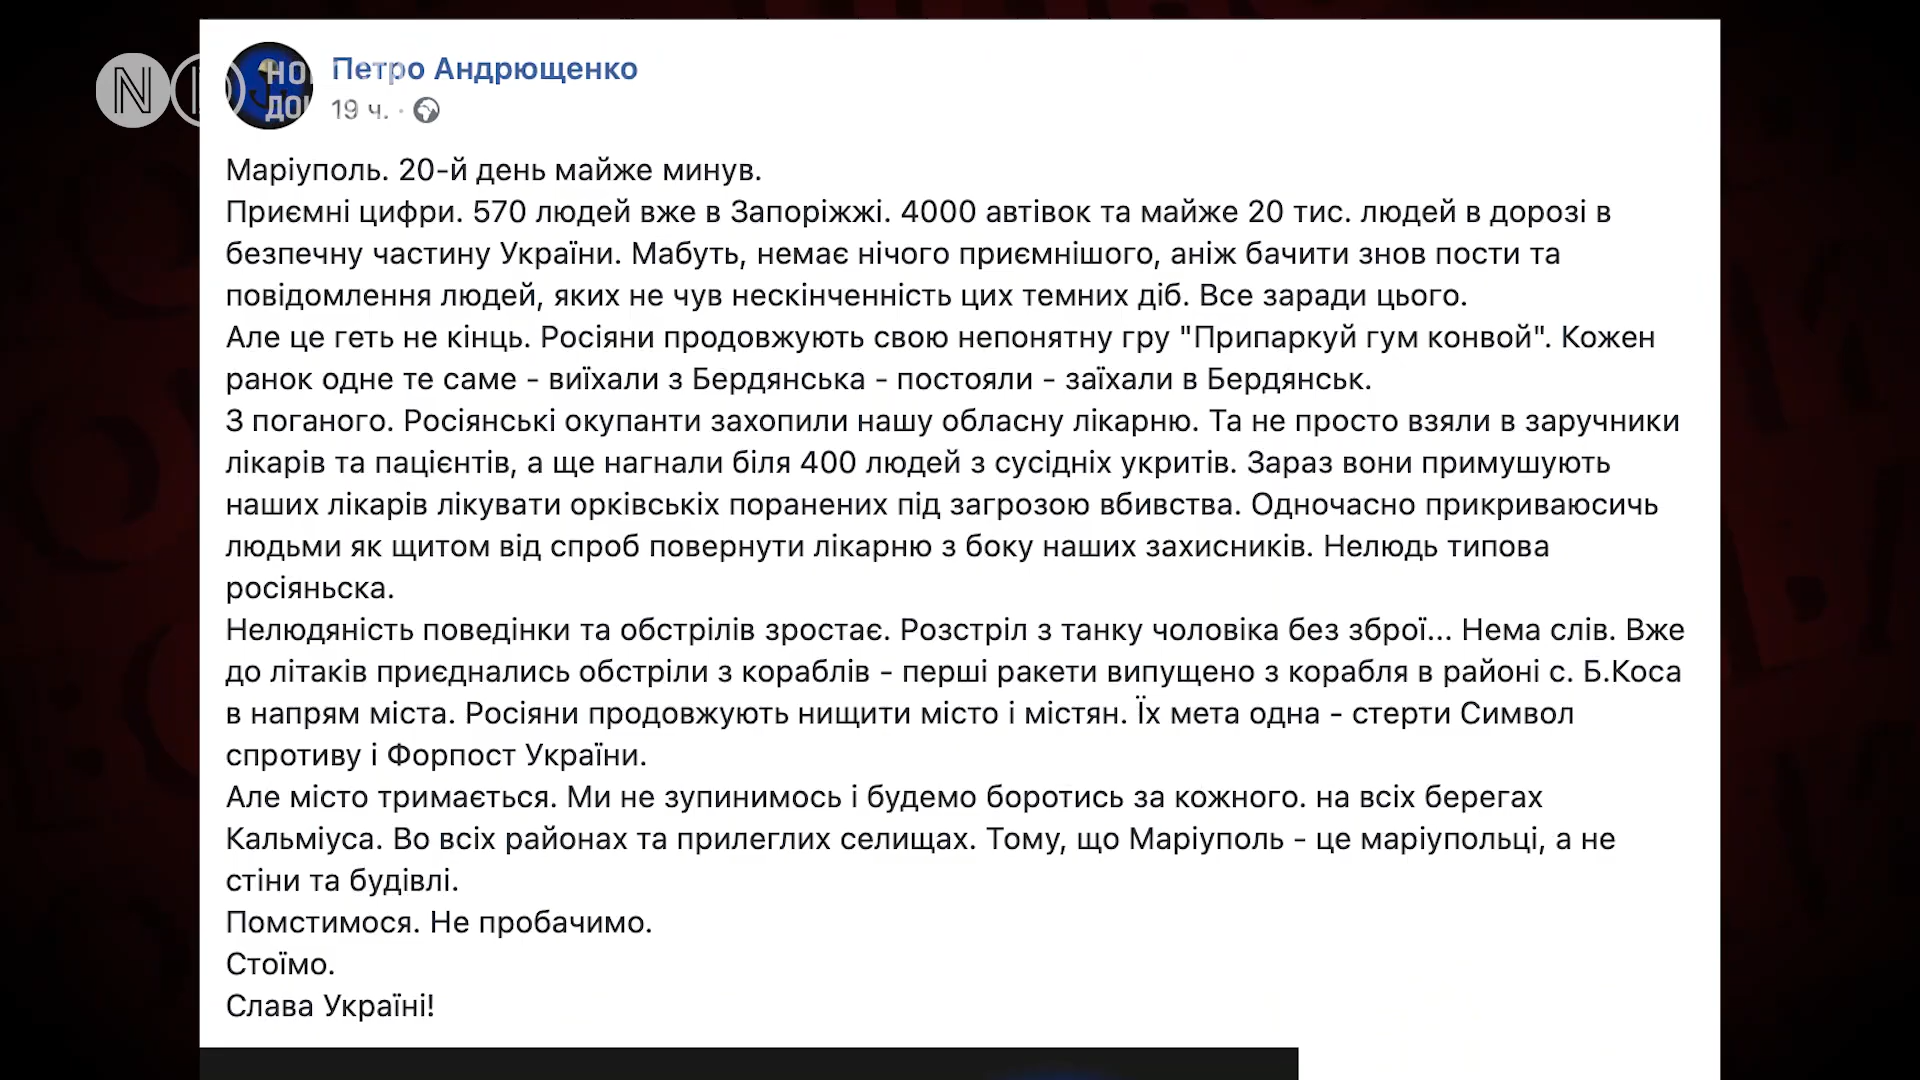 Петро Андрющенко
19 ч.
Маріуполь. 20-й день майже минув.
Приємні цифри. 570 людей вже в Запоріжжі. 4000 автівок та майже 20 тис. людей в дорозі в
безпечну частину України. Мабуть, немає нічого приємнішого, аніж бачити знов пости та
повідомлення людей, яких не чув нескінченність цих темних діб. Все заради цього.
Але це геть не кінць. Росіяни продовжують свою непонятну гру "Припаркуй гум конвой". Кожен
ранок одне те саме - виїхали з Бердянська - постояли - заїхали в Бердянськ.
З поганого. Росіянські окупанти захопили нашу обласну лікарню. Та не просто взяли в заручники
лікарів та пацієнтів, а ще нагнали біля 400 людей з сусідніх укритів. Зараз вони примушують
наших лікарів лікувати орківськіх поранених під загрозою вбивства. Одночасно прикриваюсичь
людьми як щитом від спроб повернути лікарню з боку наших захисників. Нелюдь типова
росіяньска.
Нелюдяність поведінки та обстрілів зростає. Розстріл з танку чоловіка без зброї... Нема слів. Вже
до літаків приєднались обстріли з кораблів - перші ракети випущено з корабля в районі с. Б.Коса
в напрям міста. Росіяни продовжують нищити місто і містян. Їх мета одна - стерти Символ
спротиву і Форпост України.
Але місто тримається. Ми не зупинимось і будемо боротись за кожного. на всіх берегах
Кальміуса. Во всіх районах та прилеглих селищах. Тому, що Маріуполь - це маріупольці, а не
стіни та будівлі.
Помстимося. Не пробачимо.
Стоїмо.
Слава Україні!